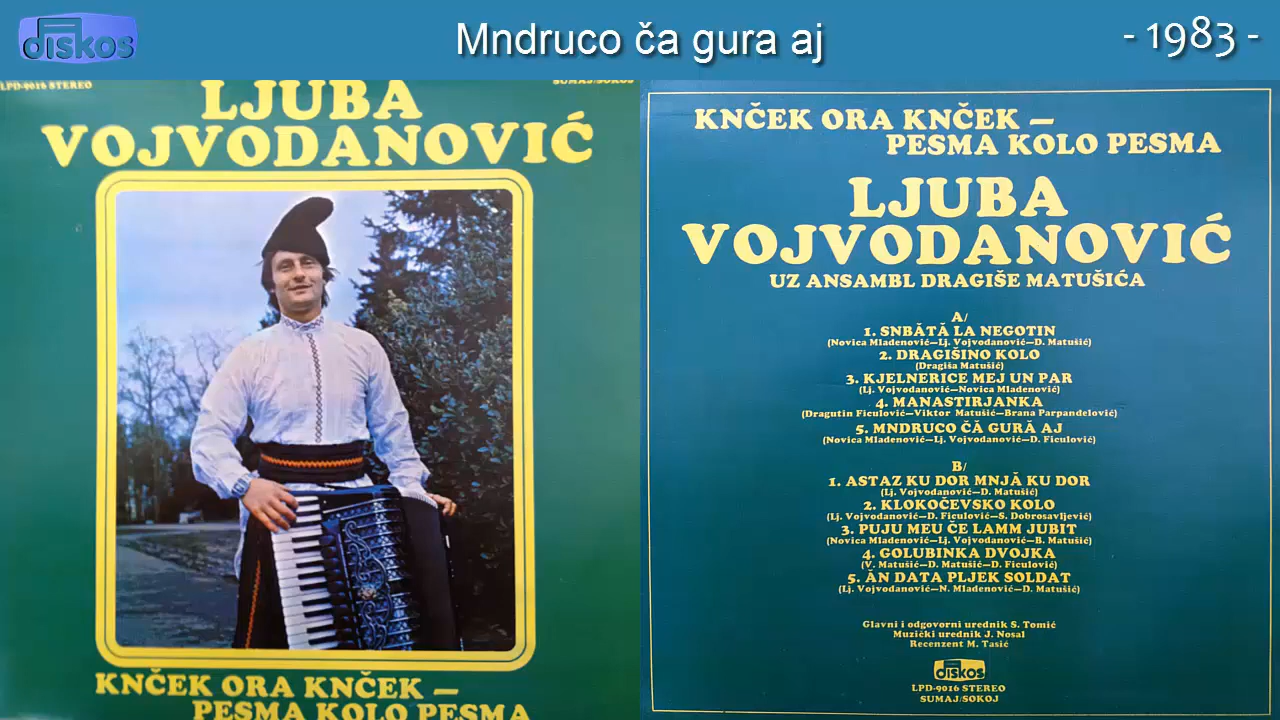 diskos
Mndruco ča gura aj
- 1983 -
LPD-9016 STEREO
SUMAJ/SOKOJ
LJUBA
VOJVODANOVIĆ
KNČEK ORA KNČEK —
PESMA KOLO PESMA
KNČEK ORA KNČEK —
PESMA KOLO PESMA
LJUBA
VOJVODANOVIĆ
UZ ANSAMBL DRAGIŠE MATUŠIĆA
A/
1. SNBĂTĂ LA NEGOTIN
(Novica Mladenović—Lj. Vojvodanović—D. Matušić)
2. DRAGIŠINO KOLO
(Dragiša Matušić)
3. KJELNERICE MEJ UN PAR
(Lj. Vojvodanović—Novica Mladenović)
4. MANASTIRJANKA
(Dragutin Ficulović—Viktor Matušić—Brana Parpanđelović)
5. MNDRUCO ČĂ GURĂ AJ
(Novica Mladenović—Lj. Vojvodanović—D. Ficulović)
B/
1. ASTAZ KU DOR MNJĂ KU DOR
(Lj. Vojvodanović—D. Matušić)
2. KLOKOČEVSKO KOLO
(Lj. Vojvodanović—D. Ficulović—S. Dobrosavljević)
3. PUJU MEU ČE LAMM JUBIT
(Novica Mladenović—Lj. Vojvodanović—B. Matušić)
4. GOLUBINKA DVOJKA
(V. Matušić—D. Matušić—D. Ficulović)
5. ĂN DATA PLJEK SOLDAT
(Lj. Vojvodanović—N. Mladenović—D. Matušić)
Glavni i odgovorni urednik S. Tomić
Muzički urednik J. Nosal
Recenzent M. Tasić
diskos
LPD-9016 STEREO
SUMAJ/SOKOJ